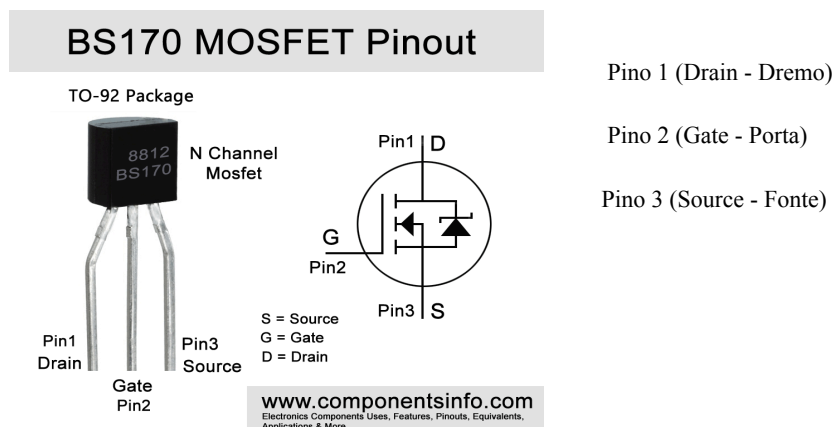 BS170 MOSFET Pinout
TO-92 Package
8812
BS170
N Channel
Mosfet
Pin1
Drain
Gate
Pin2
Pin3
Source
Pin1 D
G
Pin2
Pin3 S
S = Source
G = Gate
D = Drain
www.componentsinfo.com
Electronics Components Uses, Features, Pinouts, Equivalents,
Applications & More
Pino 1 (Drain - Dremo)
Pino 2 (Gate - Porta)
Pino 3 (Source - Fonte)